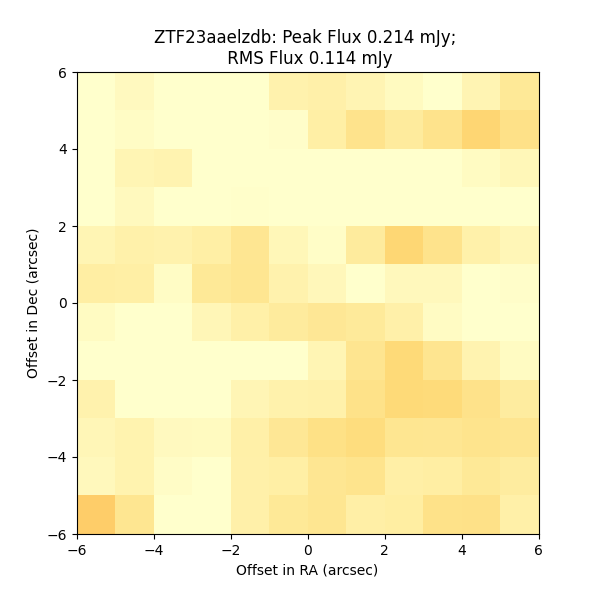 ZTF23aaelzdb: Peak Flux 0.214 mJy;
RMS Flux 0.114 mJy
6
4
2
0
−2
−4
−6
Offset in Dec (arcsec)
−6 −4 −2 0 2 4 6
Offset in RA (arcsec)